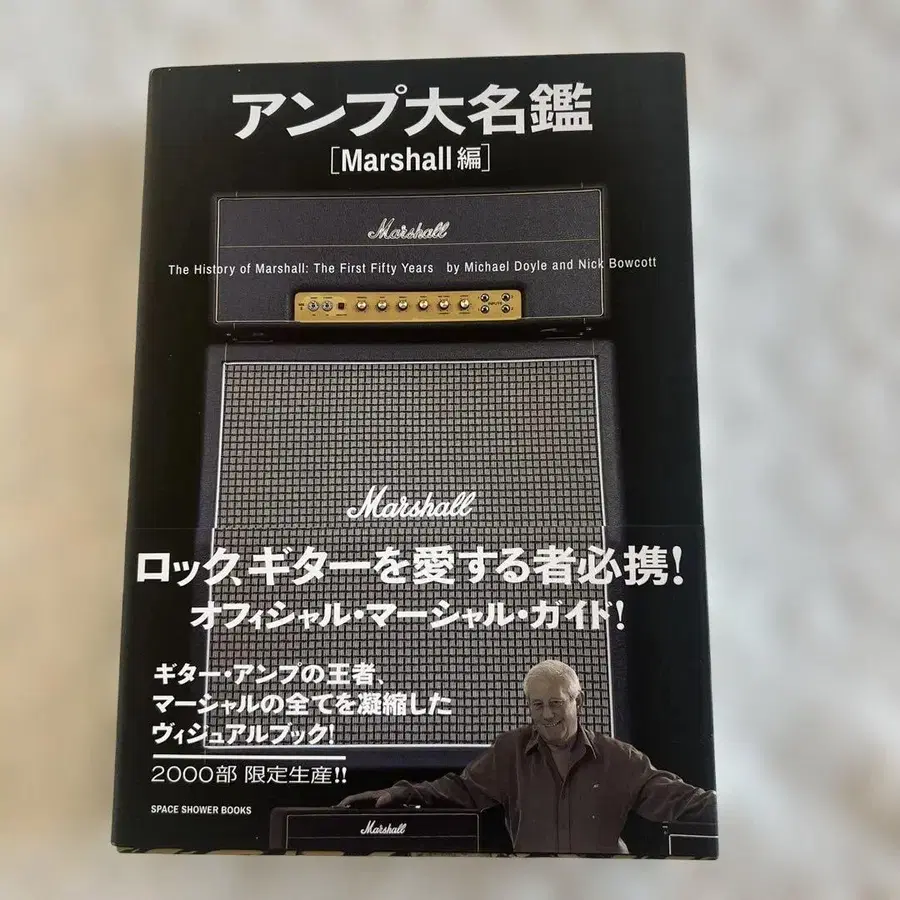 アンプ大名鑑
[Marshall編]
Marshall
The History of Marshall: The First Fifty Years by Michael Doyle and Nick Bowcott
Marshall
ロック、ギターを愛する者必携!
オフィシャル・マーシャル・ガイド!
ギター・アンプの王者、
マーシャルの全てを凝縮した
ヴィジュアルブック!
2000部 限定生産!!
SPACE SHOWER BOOKS
Marshall